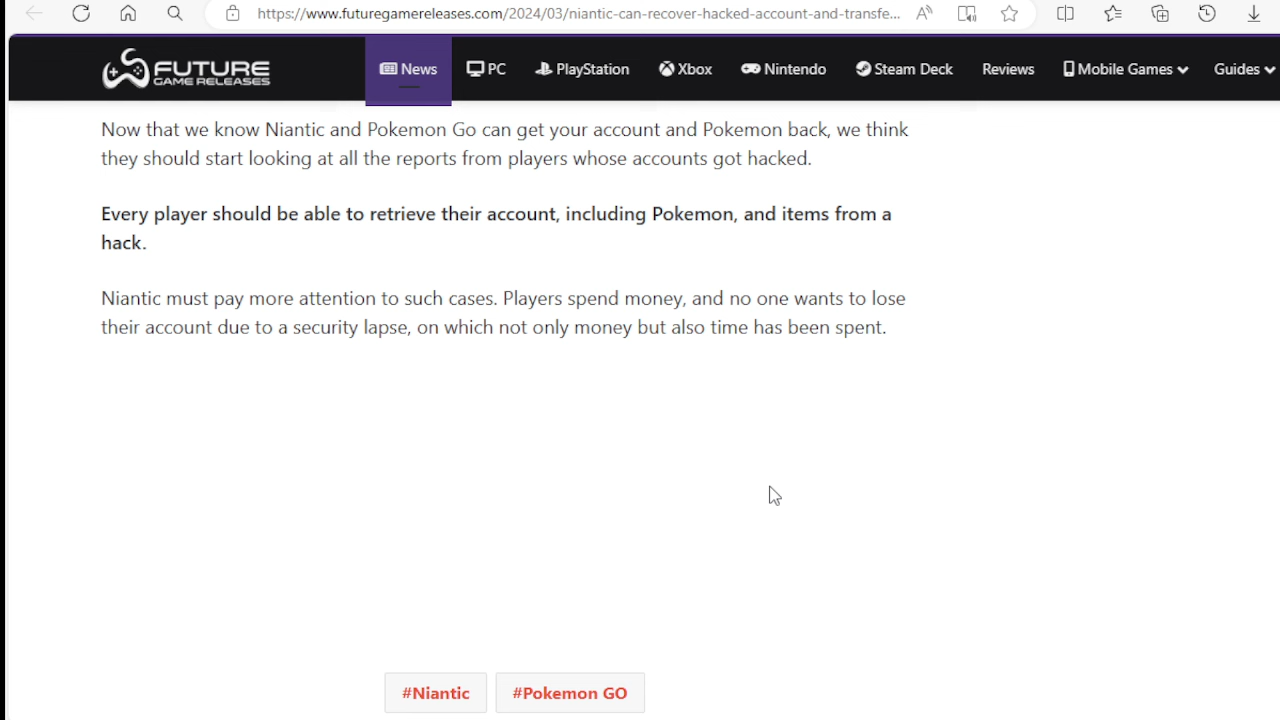 https://www.futuregamereleases.com/2024/03/niantic-can-recover-hacked-account-and-transfe...
FUTURE
GAME RELEASES
News
PC
PlayStation
Xbox
Nintendo
Steam Deck
Reviews
Mobile Games
Guides
Now that we know Niantic and Pokemon Go can get your account and Pokemon back, we think
they should start looking at all the reports from players whose accounts got hacked.
Every player should be able to retrieve their account, including Pokemon, and items from a
hack.
Niantic must pay more attention to such cases. Players spend money, and no one wants to lose
their account due to a security lapse, on which not only money but also time has been spent.
#Niantic
#Pokemon GO